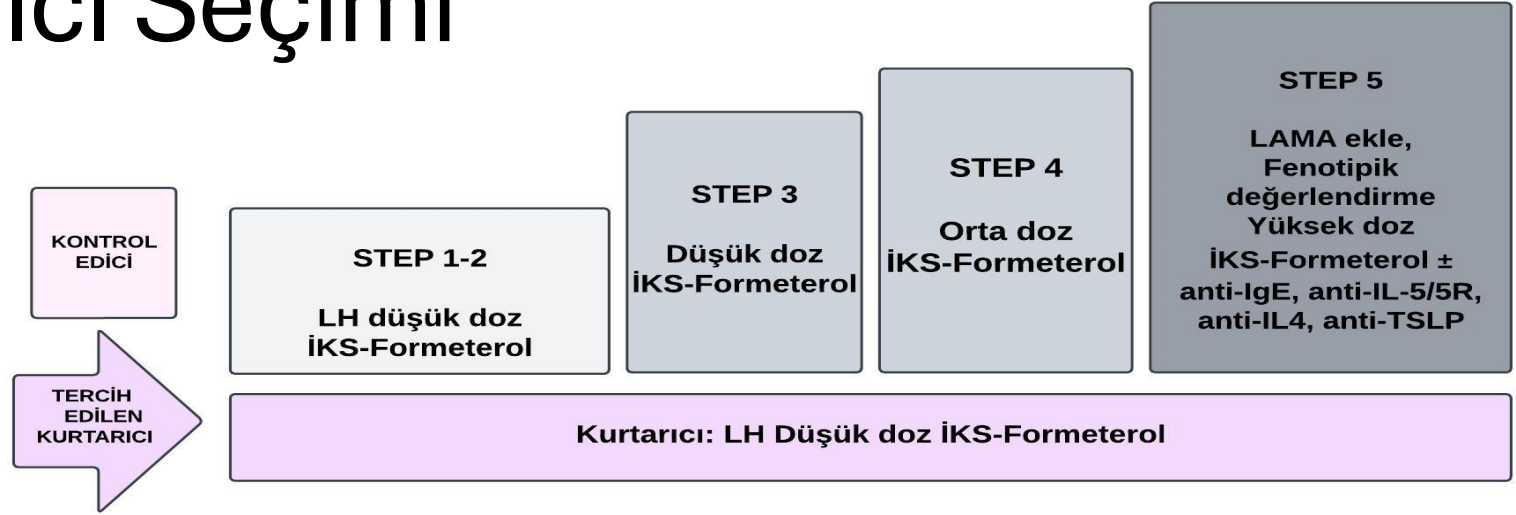 ici Seçimi
KONTROL
EDİCİ
STEP 1-2
LH düşük doz
İKS-Formeterol
STEP 3
Düşük doz
İKS-Formeterol
STEP 4
Orta doz
İKS-Formeterol
STEP 5
LAMA ekle,
Fenotipik
değerlendirme
Yüksek doz
İKS-Formeterol ±
anti-IgE, anti-IL-5/5R,
anti-IL4, anti-TSLP
TERCİH
EDİLEN
KURTARICI
Kurtarıcı: LH Düşük doz İKS-Formeterol